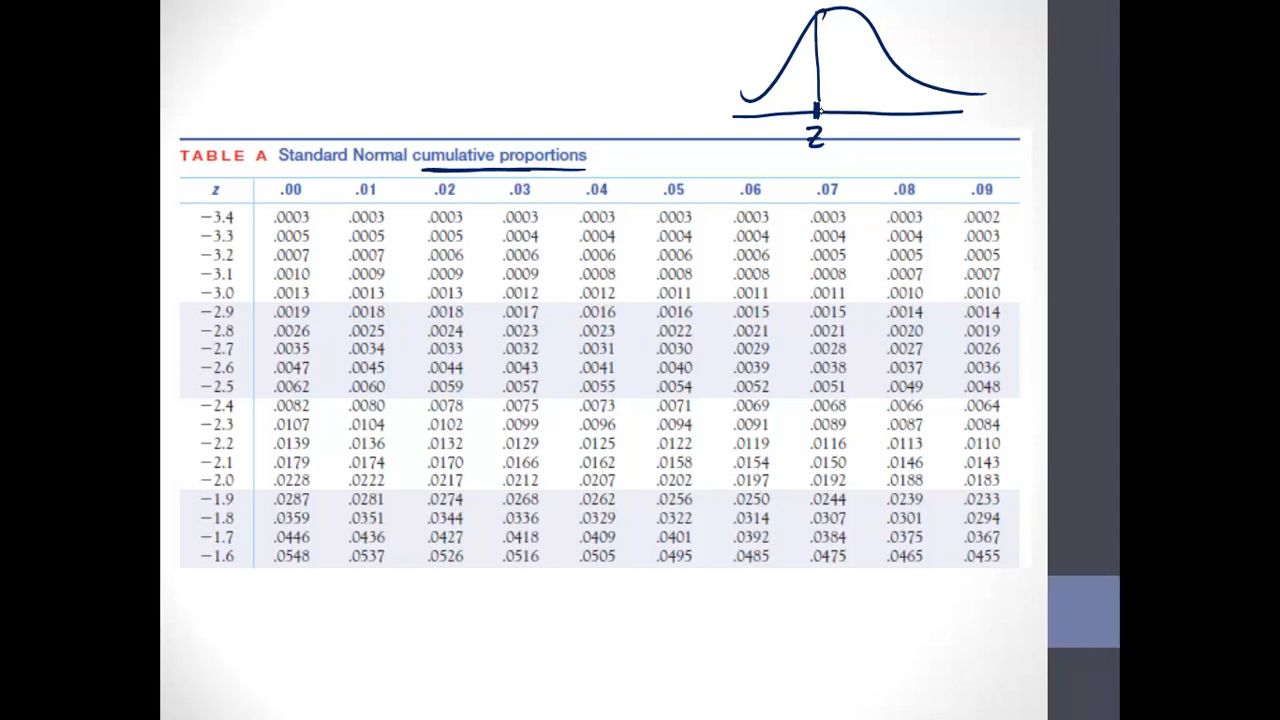 z
TABLE A Standard Normal cumulative proportions
z .00 .01 .02 .03 .04 .05 .06 .07 .08 .09
−3.4 .0003 .0003 .0003 .0003 .0003 .0003 .0003 .0003 .0003 .0002
−3.3 .0005 .0005 .0005 .0004 .0004 .0004 .0004 .0004 .0004 .0003
−3.2 .0007 .0007 .0006 .0006 .0006 .0006 .0006 .0005 .0005 .0005
−3.1 .0010 .0009 .0009 .0009 .0008 .0008 .0008 .0008 .0007 .0007
−3.0 .0013 .0013 .0013 .0012 .0012 .0011 .0011 .0011 .0010 .0010
−2.9 .0019 .0018 .0018 .0017 .0016 .0016 .0015 .0015 .0014 .0014
−2.8 .0026 .0025 .0024 .0023 .0023 .0022 .0021 .0021 .0020 .0019
−2.7 .0035 .0034 .0033 .0032 .0031 .0030 .0029 .0028 .0027 .0026
−2.6 .0047 .0045 .0044 .0043 .0041 .0040 .0039 .0038 .0037 .0036
−2.5 .0062 .0060 .0059 .0057 .0055 .0054 .0052 .0051 .0049 .0048
−2.4 .0082 .0080 .0078 .0075 .0073 .0071 .0069 .0068 .0066 .0064
−2.3 .0107 .0104 .0102 .0099 .0096 .0094 .0091 .0089 .0087 .0084
−2.2 .0139 .0136 .0132 .0129 .0125 .0122 .0119 .0116 .0113 .0110
−2.1 .0179 .0174 .0170 .0166 .0162 .0158 .0154 .0150 .0146 .0143
−2.0 .0228 .0222 .0217 .0212 .0207 .0202 .0197 .0192 .0188 .0183
−1.9 .0287 .0281 .0274 .0268 .0262 .0256 .0250 .0244 .0239 .0233
−1.8 .0359 .0351 .0344 .0336 .0329 .0322 .0314 .0307 .0301 .0294
−1.7 .0446 .0436 .0427 .0418 .0409 .0401 .0392 .0384 .0375 .0367
−1.6 .0548 .0537 .0526 .0516 .0505 .0495 .0485 .0475 .0465 .0455